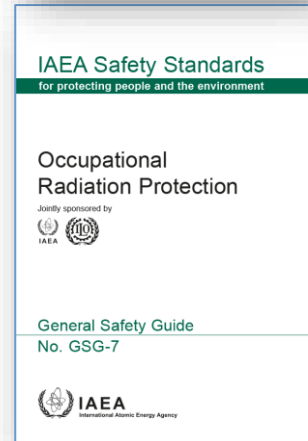 IAEA Safety Standards
for protecting people and the environment
Occupational
Radiation Protection
Jointly sponsored by
IAEA
General Safety Guide
No. GSG-7
IAEA
International Atomic Energy Agency